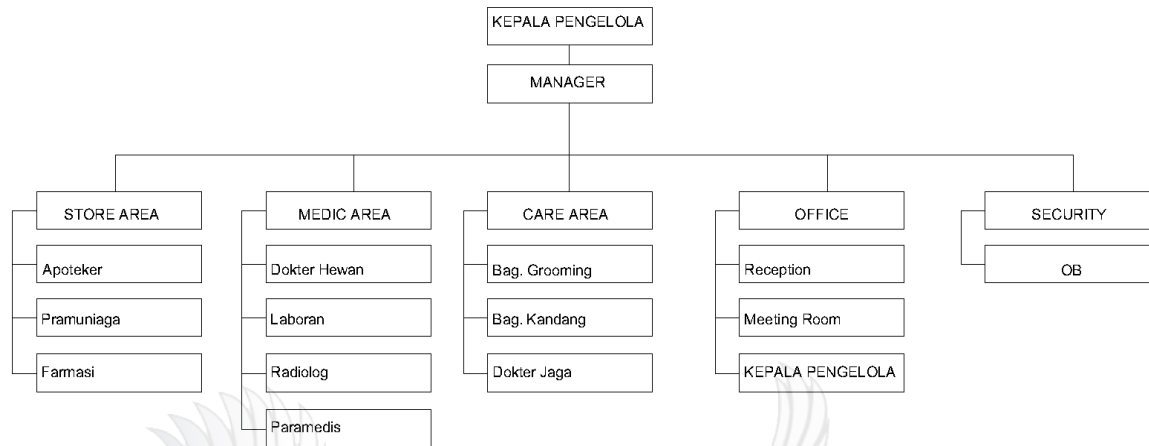 KEPALA PENGELOLA
MANAGER
STORE AREA
MEDIC AREA
CARE AREA
OFFICE
SECURITY
Apoteker
Dokter Hewan
Bag. Grooming
Reception
OB
Pramuniaga
Laboran
Bag. Kandang
Meeting Room
Farmasi
Radiolog
Dokter Jaga
KEPALA PENGELOLA
Paramedis